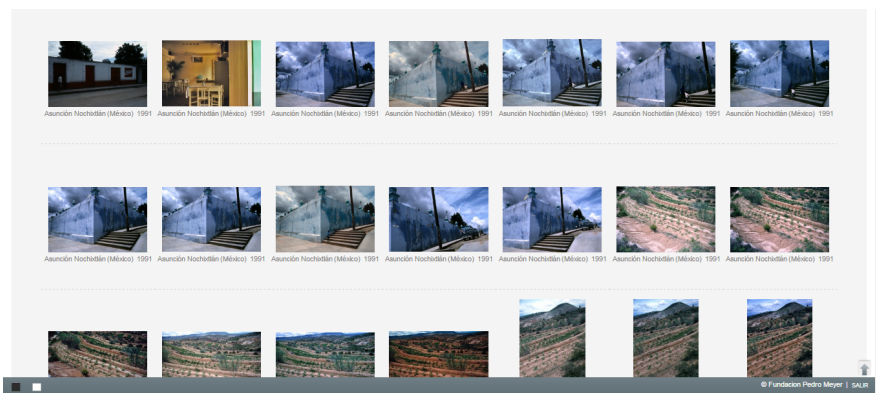 Asunción Nochixtlán (México) 1991 Asunción Nochixtlán (México) 1991 Asunción Nochixtlán (México) 1991 Asunción Nochixtlán (México) 1991 Asunción Nochixtlán (México) 1991 Asunción Nochixtlán (México) 1991 Asunción Nochixtlán (México) 1991
Asunción Nochixtlán (México) 1991 Asunción Nochixtlán (México) 1991 Asunción Nochixtlán (México) 1991 Asunción Nochixtlán (México) 1991 Asunción Nochixtlán (México) 1991 Asunción Nochixtlán (México) 1991 Asunción Nochixtlán (México) 1991
© Fundacion Pedro Meyer | SALIR